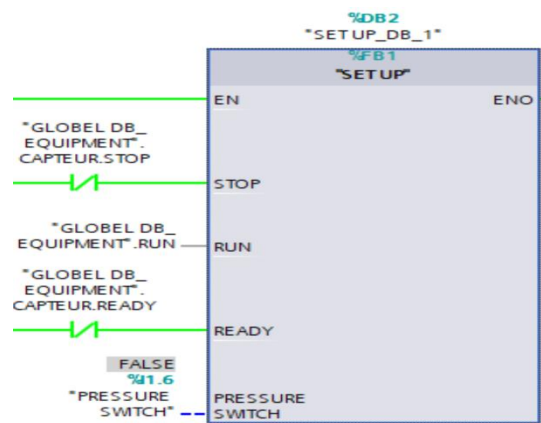 %DB2
"SETUP_DB_1"
%FB1
"SETUP"
EN
ENO
"GLOBEL DB_
EQUIPMENT".
CAPTEUR.STOP
STOP
"GLOBEL DB_
EQUIPMENT".RUN
RUN
"GLOBEL DB_
EQUIPMENT".
CAPTEUR.READY
READY
FALSE
%I1.6
"PRESSURE
SWITCH"
PRESSURE
SWITCH